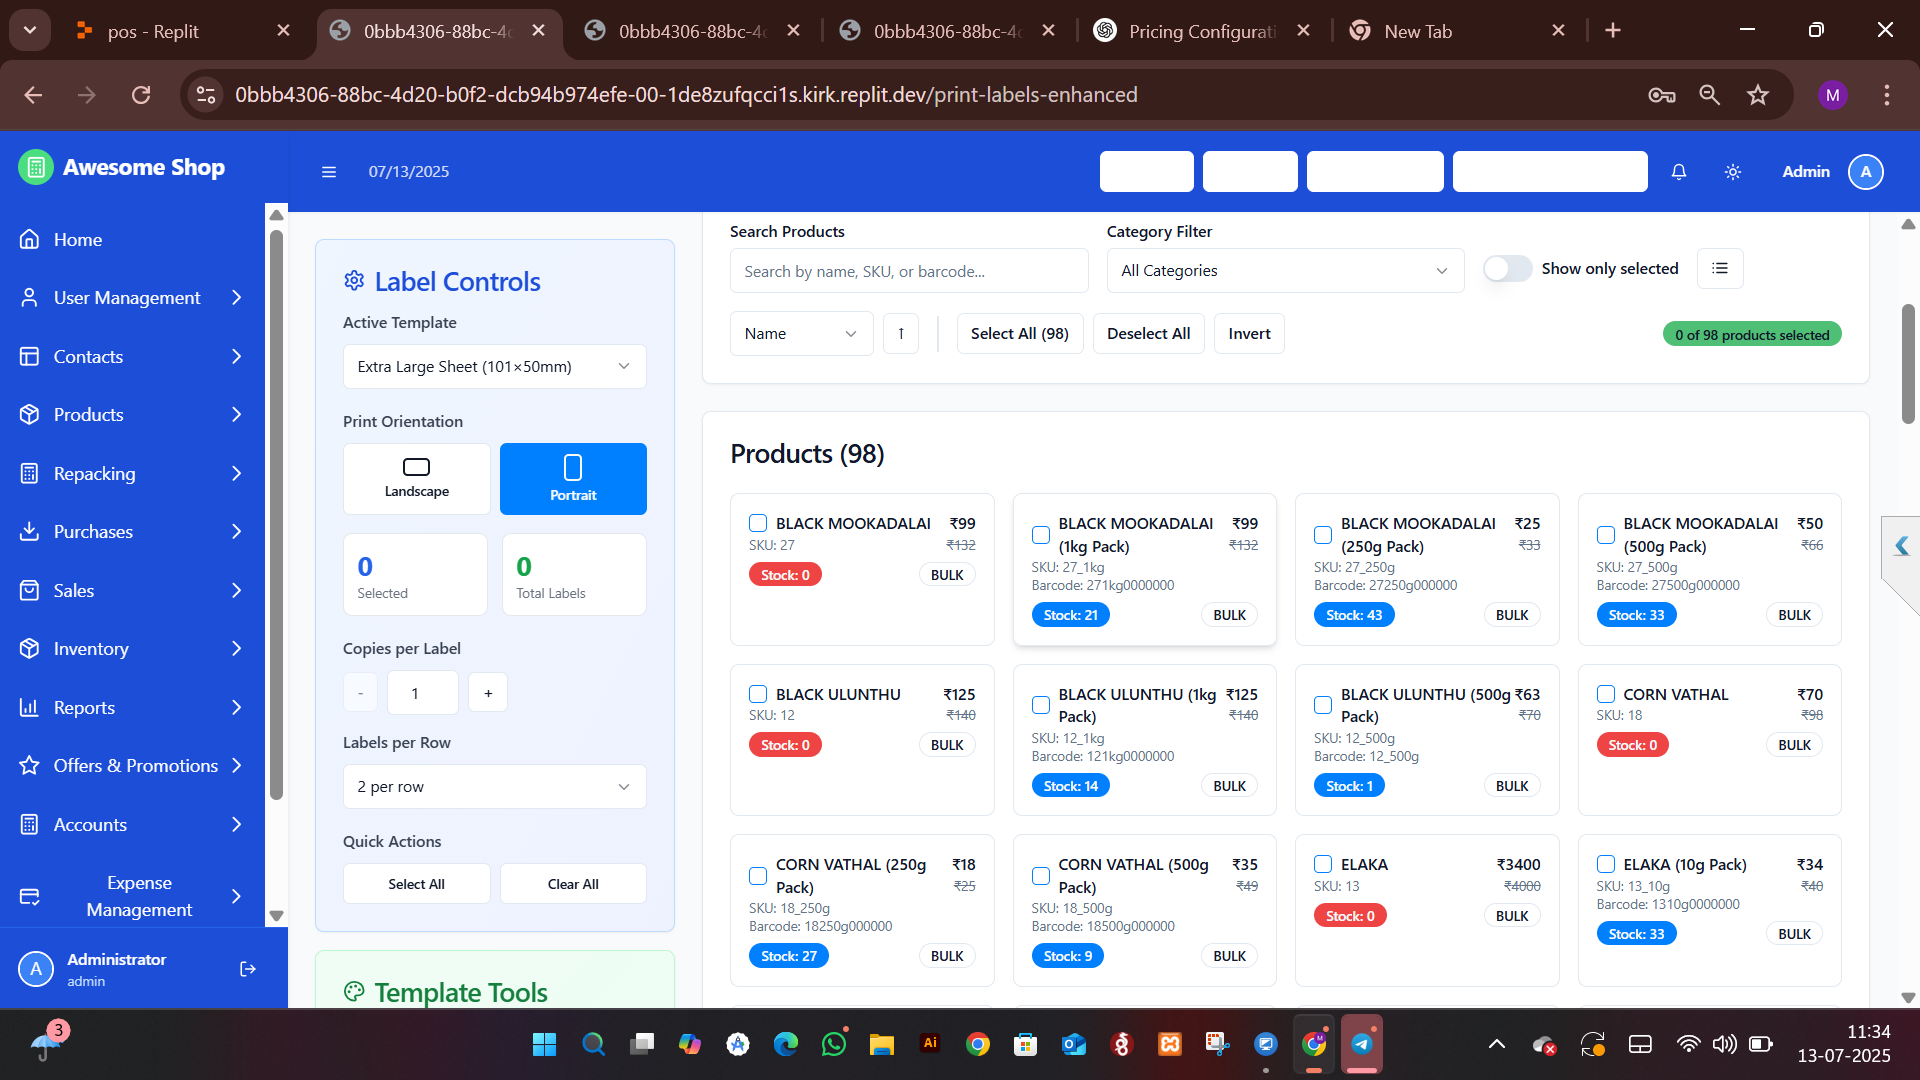 pos - Replit
0bbb4306-88bc-4d
0bbb4306-88bc-4d
0bbb4306-88bc-4d
Pricing Configurati
New Tab
0bbb4306-88bc-4d20-b0f2-dcb94b974efe-00-1de8zufqcci1s.kirk.replit.dev/print-labels-enhanced
M
Awesome Shop
07/13/2025
Admin
A
Home
User Management
Contacts
Products
Repacking
Purchases
Sales
Inventory
Reports
Offers & Promotions
Accounts
Expense
Management
A
Administrator
admin
Label Controls
Active Template
Extra Large Sheet (101×50mm)
Print Orientation
Landscape
Portrait
0
Selected
0
Total Labels
Copies per Label
-
1
+
Labels per Row
2 per row
Quick Actions
Select All
Clear All
Template Tools
Search Products
Search by name, SKU, or barcode...
Category Filter
All Categories
Show only selected
Name
↑
Select All (98)
Deselect All
Invert
0 of 98 products selected
Products (98)
BLACK MOOKADALAI ₹99
SKU: 27 ₹132
Stock: 0 BULK
BLACK MOOKADALAI ₹99
(1kg Pack) ₹132
SKU: 27_1kg
Barcode: 271kg0000000
Stock: 21 BULK
BLACK MOOKADALAI ₹25
(250g Pack) ₹33
SKU: 27_250g
Barcode: 27250g000000
Stock: 43 BULK
BLACK MOOKADALAI ₹50
(500g Pack) ₹66
SKU: 27_500g
Barcode: 27500g000000
Stock: 33 BULK
BLACK ULUNTHU ₹125
SKU: 12 ₹140
Stock: 0 BULK
BLACK ULUNTHU (1kg ₹125
Pack) ₹140
SKU: 12_1kg
Barcode: 121kg0000000
Stock: 14 BULK
BLACK ULUNTHU (500g ₹63
Pack) ₹70
SKU: 12_500g
Barcode: 12_500g
Stock: 1 BULK
CORN VATHAL ₹70
SKU: 18 ₹98
Stock: 0 BULK
CORN VATHAL (250g ₹18
Pack) ₹25
SKU: 18_250g
Barcode: 18250g000000
Stock: 27 BULK
CORN VATHAL (500g ₹35
Pack) ₹49
SKU: 18_500g
Barcode: 18500g000000
Stock: 9 BULK
ELAKA ₹3400
SKU: 13 ₹4000
Stock: 0 BULK
ELAKA (10g Pack) ₹34
SKU: 13_10g ₹40
Barcode: 1310g0000000
Stock: 33 BULK
3
Ai
11:34
13-07-2025